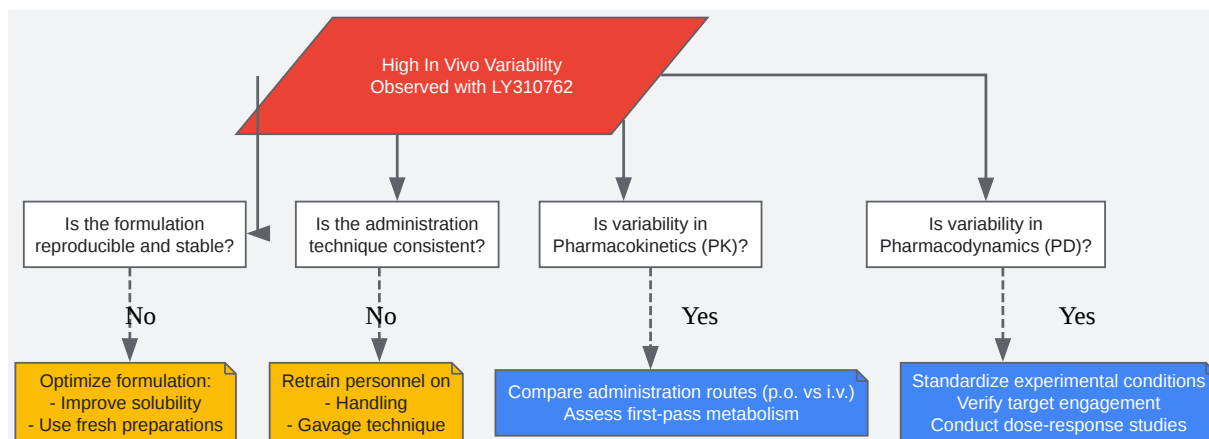 High In Vivo Variability
Observed with LY310762
Is the formulation
reproducible and stable?
Is the administration
technique consistent?
Is variability in
Pharmacokinetics (PK)?
Is variability in
Pharmacodynamics (PD)?
No
No
Yes
Yes
Optimize formulation:
- Improve solubility
- Use fresh preparations
Retrain personnel on
- Handling
- Gavage technique
Compare administration routes (p.o. vs i.v.)
Assess first-pass metabolism
Standardize experimental conditions
Verify target engagement
Conduct dose-response studies